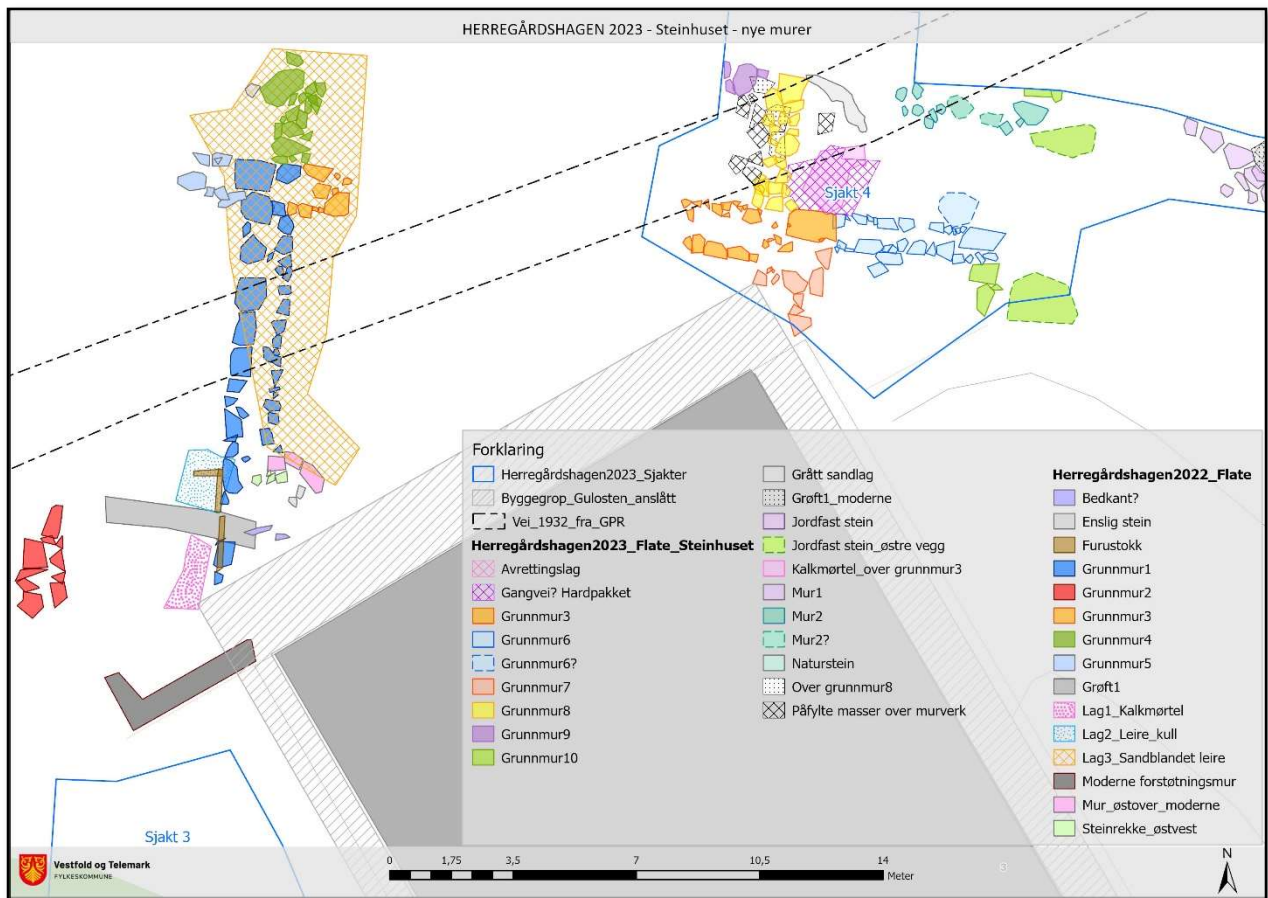 HERREGÅRDSHAGEN 2023 - Steinhuset - nye murer
Sjakt 4
Forklaring
Herregårdshagen2023_Sjakter
Byggegrop_Gulosten_anslått
Vei_1932_fra_GPR
Herregårdshagen2023_Flate_Steinhuset
Avrettingslag
Gangvei? Hardpakket
Grunnmur3
Grunnmur6
Grunnmur6?
Grunnmur7
Grunnmur8
Grunnmur9
Grunnmur10
Grått sandlag
Grøft1_moderne
Jordfast stein
Jordfast stein_østre vegg
Kalkmørtel_over grunnmur3
Mur1
Mur2
Mur2?
Naturstein
Over grunnmur8
Påfylte masser over murverk
Herregårdshagen2022_Flate
Bedkant?
Enslig stein
Furustokk
Grunnmur1
Grunnmur2
Grunnmur3
Grunnmur4
Grunnmur5
Grøft1
Lag1_Kalkmørtel
Lag2_Leire_kull
Lag3_Sandblandet leire
Moderne forstøtningsmur
Mur_østover_moderne
Steinrekke_østvest
Sjakt 3
Vestfold og Telemark
FYLKESKOMMUNE
0 1,75 3,5 7 10,5 14
Meter
3
N